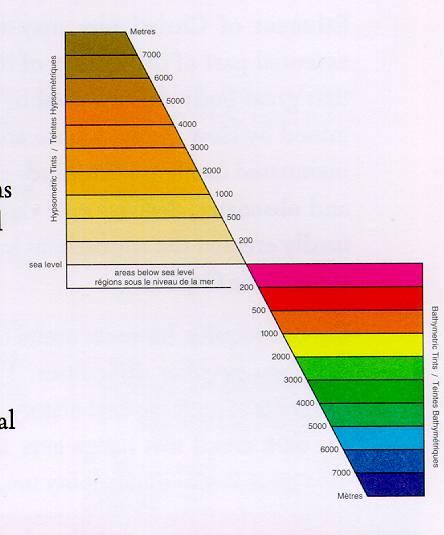 Metres
7000
6000
5000
4000
3000
2000
1000
500
200
Hypsometric Tints / Teintes Hypsométriques
sea level
areas below sea level
régions sous le niveau de la mer
200
500
1000
2000
3000
4000
5000
6000
7000
Mètres
Bathymetric Tints / Teintes Bathymétriques
ns
al